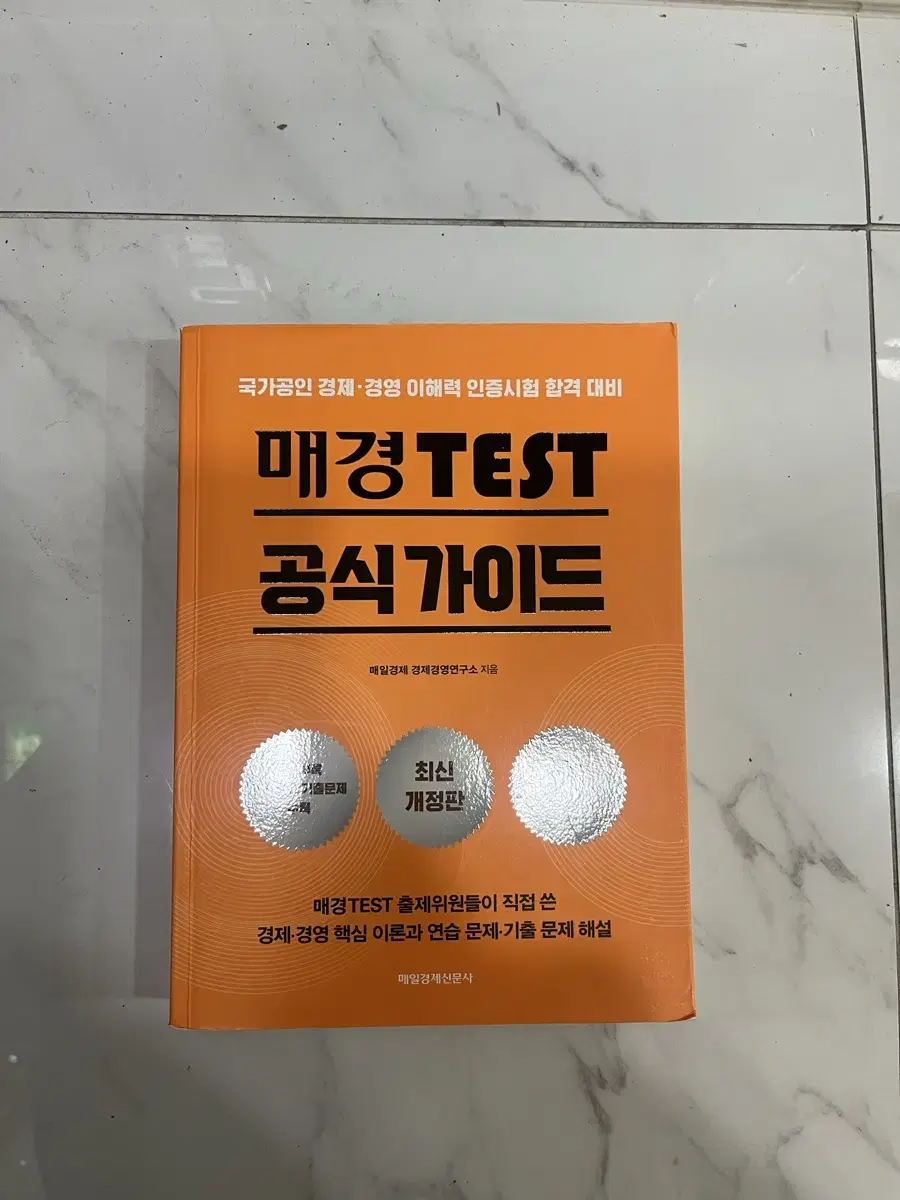 국가공인 경제·경영 이해력 인증시험 합격 대비
매경TEST
공식 가이드
매일경제 경제경영연구소 지음
기출문제
최신
개정판
매경TEST 출제위원들이 직접 쓴
경제·경영 핵심 이론과 연습 문제·기출 문제 해설
매일경제신문사